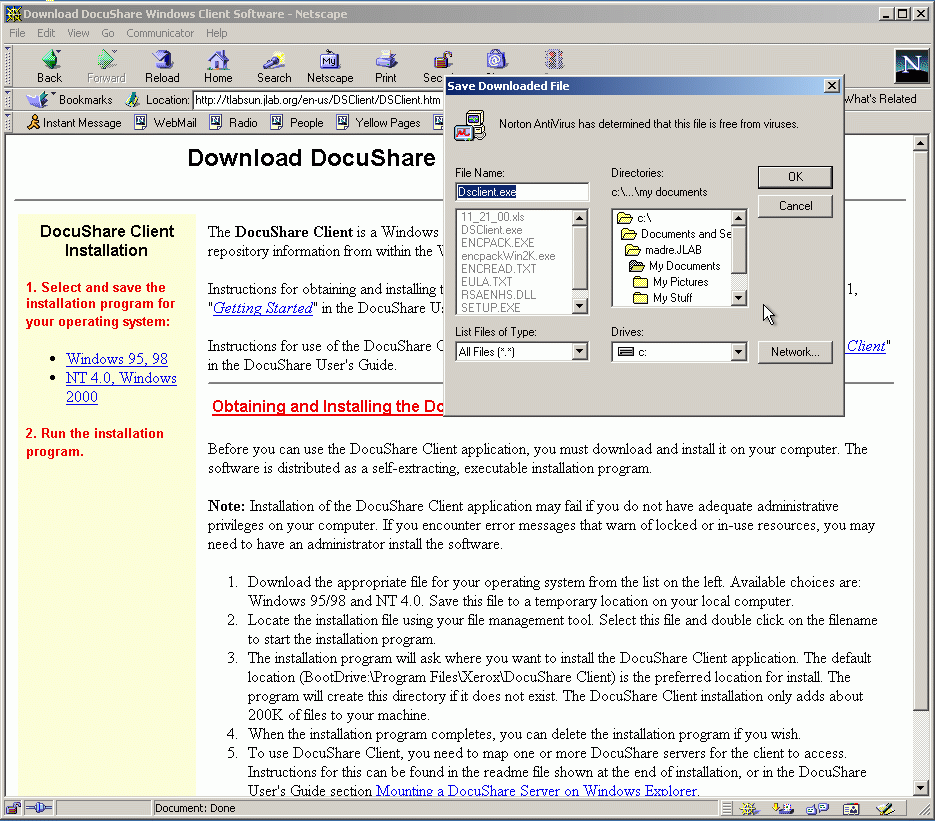 Download DocuShare Windows Client Software - Netscape
File Edit View Go Communicator Help
Back Forward Reload Home Search Netscape Print Sec
Bookmarks Location: http://tlabsun.jlab.org/en-us/DSClient/DSClient.htm What's Related
Instant Message WebMail Radio People Yellow Pages
Download DocuShare
DocuShare Client
Installation
1. Select and save the
installation program for
your operating system:
• Windows 95, 98
• NT 4.0, Windows
2000
2. Run the installation
program.
The DocuShare Client is a Windows
repository information from within the
Instructions for obtaining and installing 1,
"Getting Started" in the DocuShare
Instructions for use of the DocuShare Client"
in the DocuShare User's Guide.
Obtaining and Installing the
Before you can use the DocuShare Client application, you must download and install it on your computer. The
software is distributed as a self-extracting, executable installation program.
Note: Installation of the DocuShare Client application may fail if you do not have adequate administrative
privileges on your computer. If you encounter error messages that warn of locked or in-use resources, you may
need to have an administrator install the software.
1. Download the appropriate file for your operating system from the list on the left. Available choices are:
Windows 95/98 and NT 4.0. Save this file to a temporary location on your local computer.
2. Locate the installation file using your file management tool. Select this file and double click on the filename
to start the installation program.
3. The installation program will ask where you want to install the DocuShare Client application. The default
location (BootDrive:\Program Files\Xerox\DocuShare Client) is the preferred location for install. The
program will create this directory if it does not exist. The DocuShare Client installation only adds about
200K of files to your machine.
4. When the installation program completes, you can delete the installation program if you wish.
5. To use DocuShare Client, you need to map one or more DocuShare servers for the client to access.
Instructions for this can be found in the readme file shown at the end of installation, or in the DocuShare
User's Guide section Mounting a DocuShare Server on Windows Explorer.
Document: Done
Save Downloaded File
Norton AntiVirus has determined that this file is free from viruses.
File Name:
Dsclient.exe
11_21_00.xls
DSClient.exe
ENCPACK.EXE
encpackWin2K.exe
ENCREAD.TXT
EULA.TXT
RSAENHS.DLL
SETUP.EXE
List Files of Type:
All Files (*.*)
Directories:
c:\...\my documents
c:\
Documents and Se
madre.JLAB
My Documents
My Pictures
My Stuff
Drives:
c:
OK
Cancel
Network...